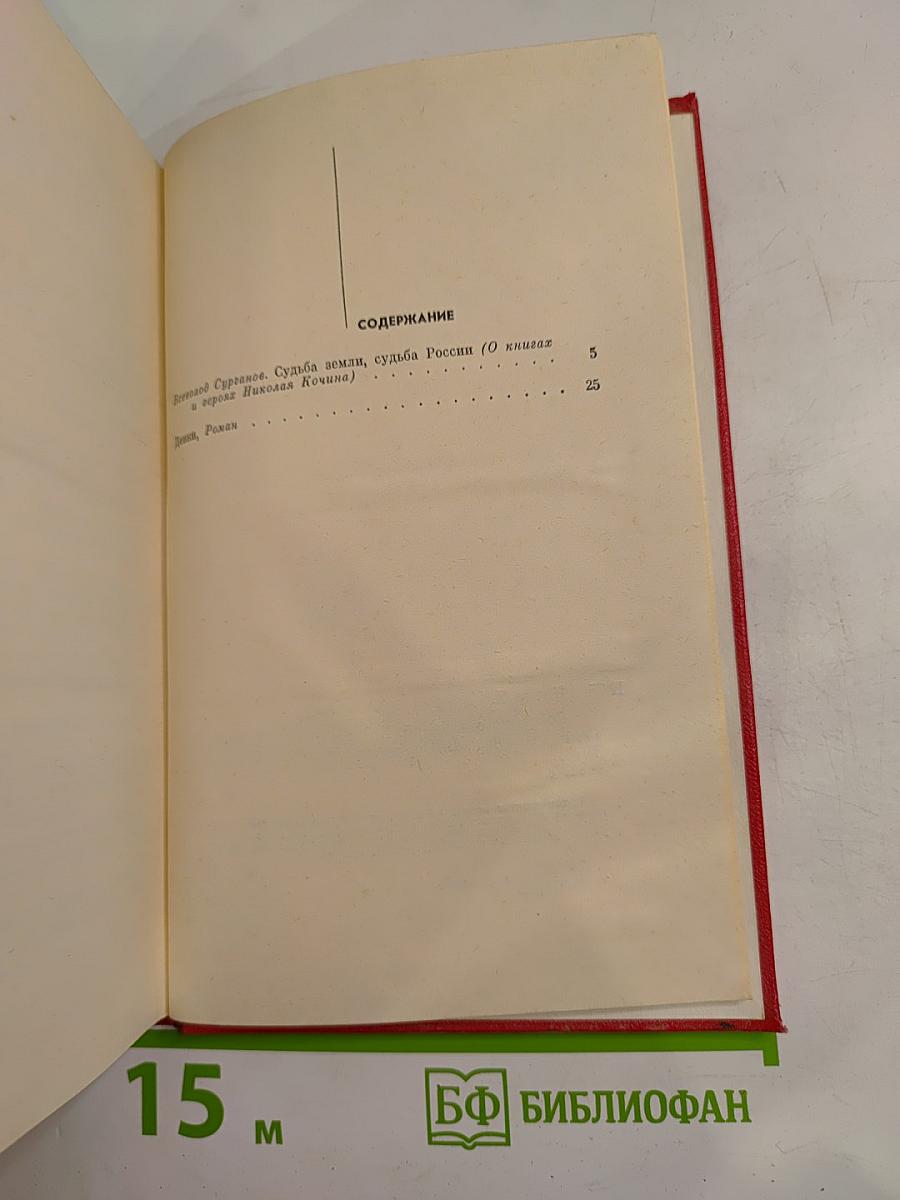 СОДЕРЖАНИЕ
Всеволод Сурганов. Судьба земли, судьба России (О книгах
и героях Николая Кочина) . . . . . . . . . . . 5
Девки, Роман . . . . . . . . . . . . . . . . . . . 25
15 м
БФ БИБЛИОФАН